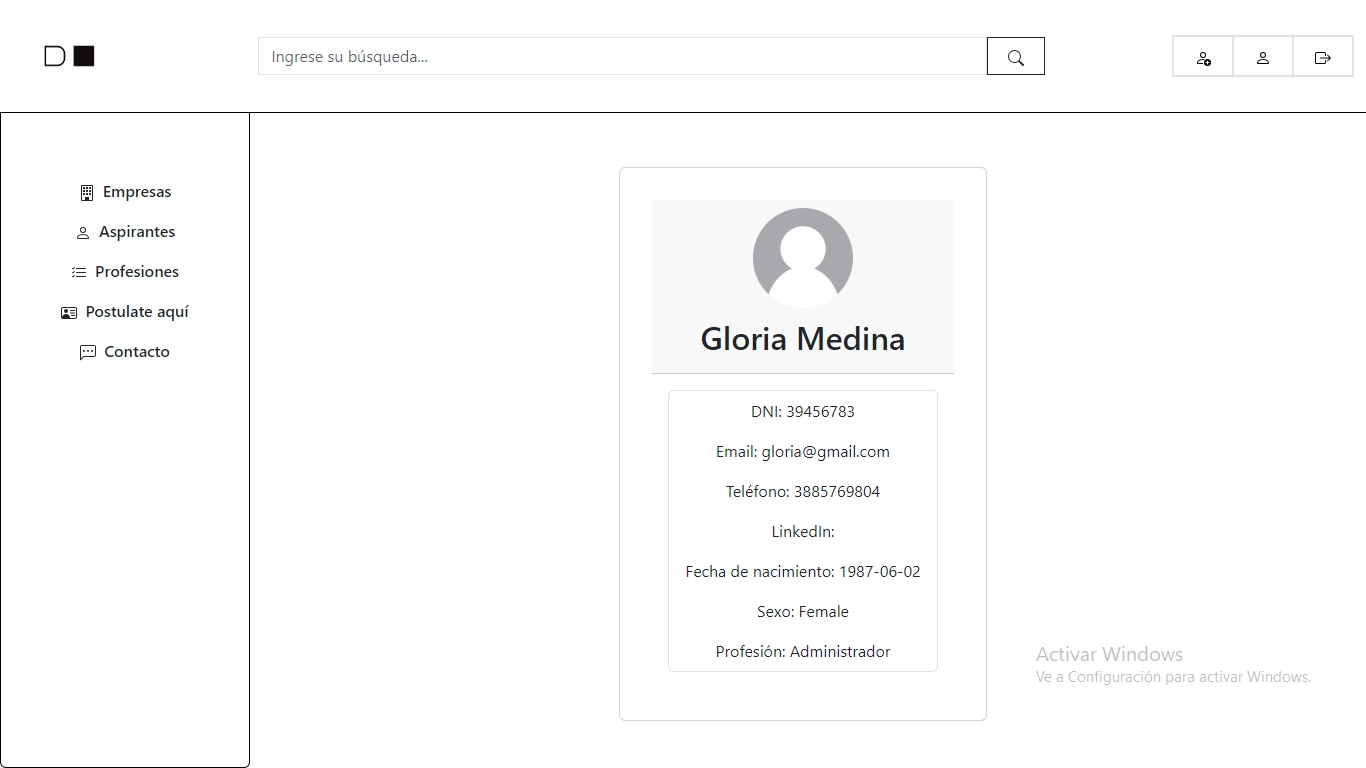 D
Ingrese su búsqueda...
Empresas
Aspirantes
Profesiones
Postulate aquí
Contacto
Gloria Medina
DNI: 39456783
Email: gloria@gmail.com
Teléfono: 3885769804
LinkedIn:
Fecha de nacimiento: 1987-06-02
Sexo: Female
Profesión: Administrador
Activar Windows
Ve a Configuración para activar Windows.